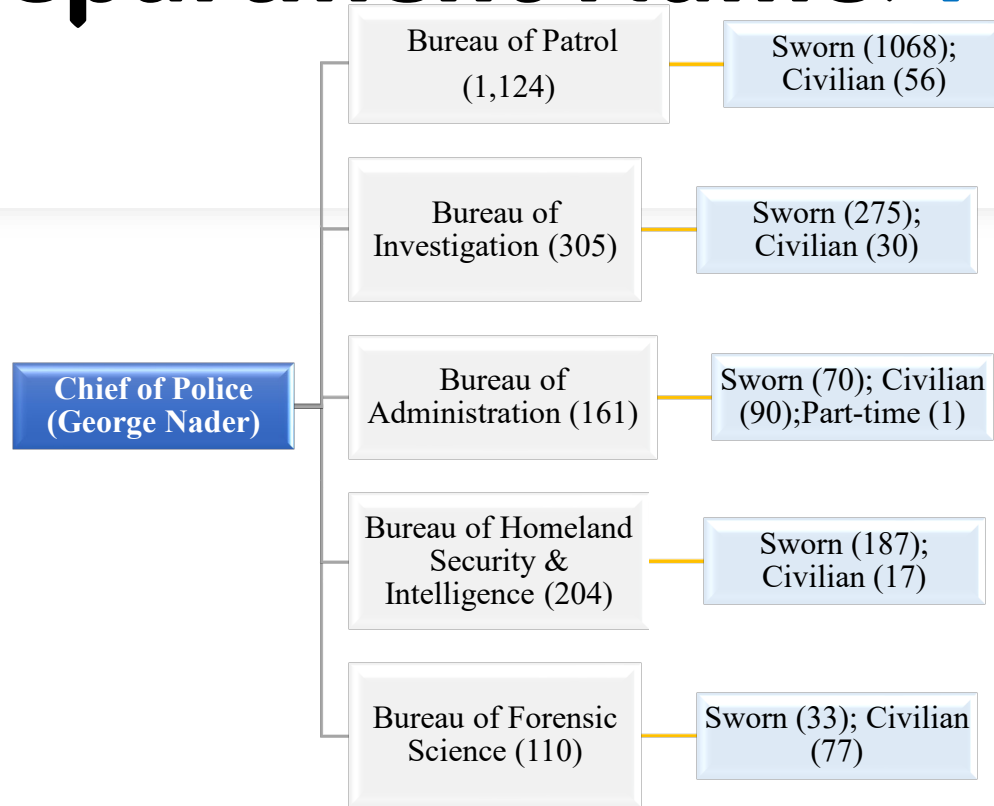 Bureau of Patrol
(1,124)
Sworn (1068);
Civilian (56)
Bureau of
Investigation (305)
Sworn (275);
Civilian (30)
Chief of Police
(George Nader)
Bureau of
Administration (161)
Sworn (70); Civilian
(90);Part-time (1)
Bureau of Homeland
Security &
Intelligence (204)
Sworn (187);
Civilian (17)
Bureau of Forensic
Science (110)
Sworn (33); Civilian
(77)